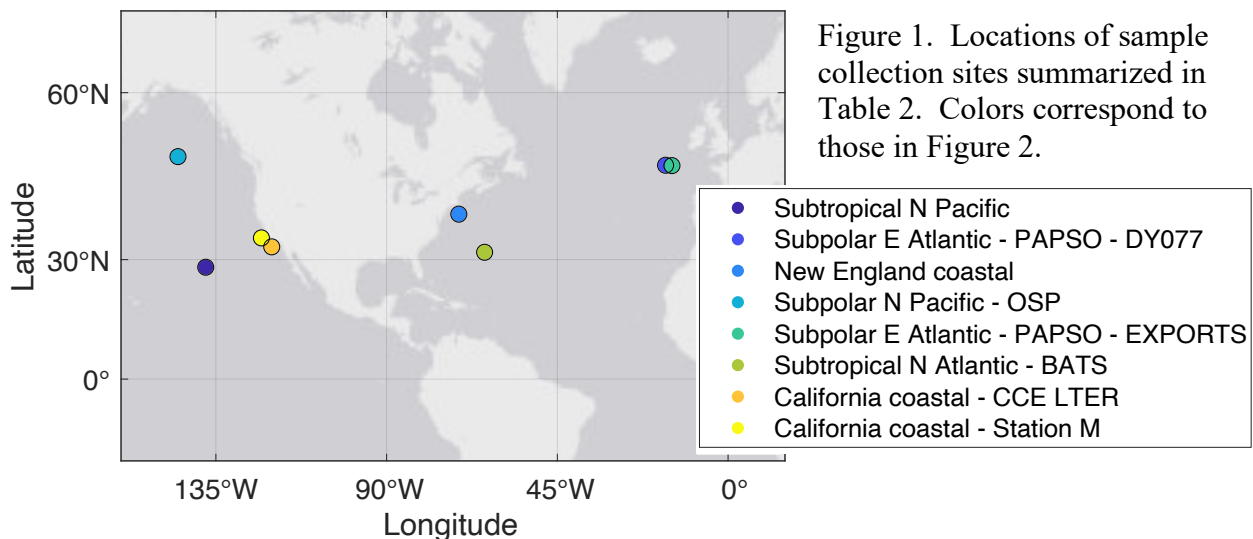 Figure 1. Locations of sample
collection sites summarized in
Table 2. Colors correspond to
those in Figure 2.
60°N
30°N
0°
Latitude
135°W
90°W
45°W
0°
Longitude
Subtropical N Pacific
Subpolar E Atlantic - PAPSO - DY077
New England coastal
Subpolar N Pacific - OSP
Subpolar E Atlantic - PAPSO - EXPORTS
Subtropical N Atlantic - BATS
California coastal - CCE LTER
California coastal - Station M